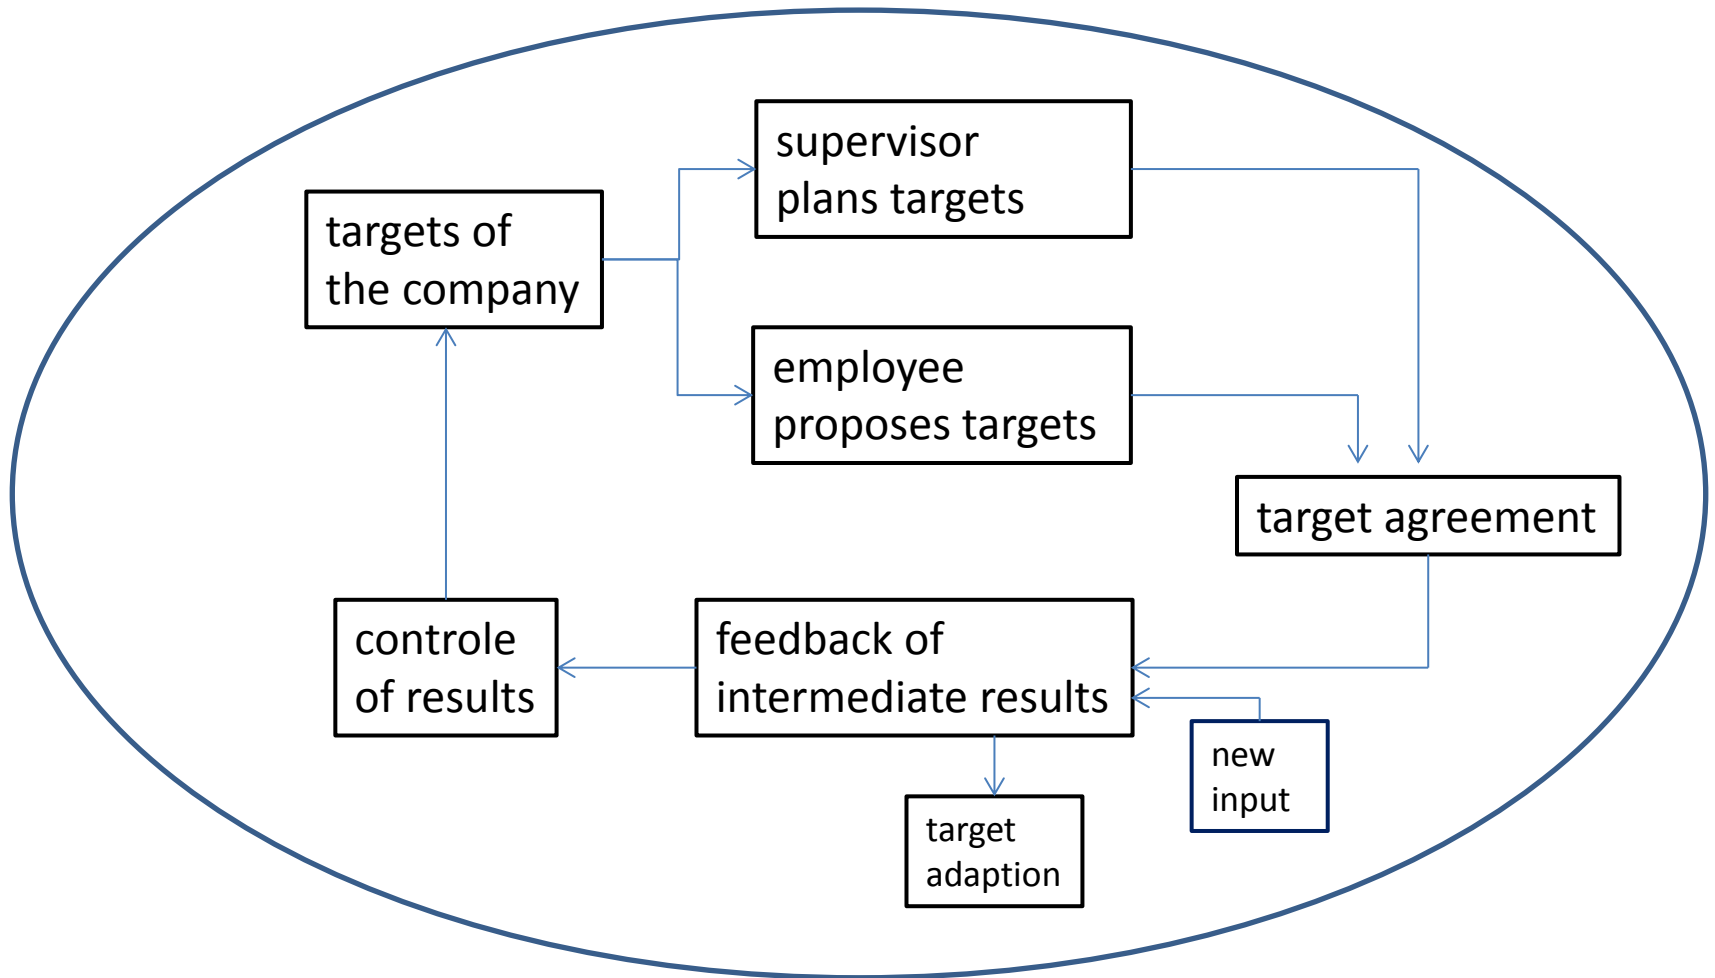 supervisor
plans targets
targets of
the company
employee
proposes targets
target agreement
controle
of results
feedback of
intermediate results
new
input
target
adaption